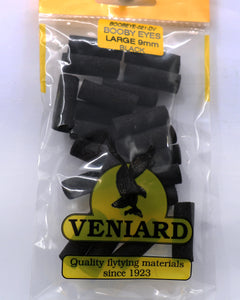 BOOBY EYES
LARGE 9mm
BLACK
VENIARD
Quality flytying materials
since 1923